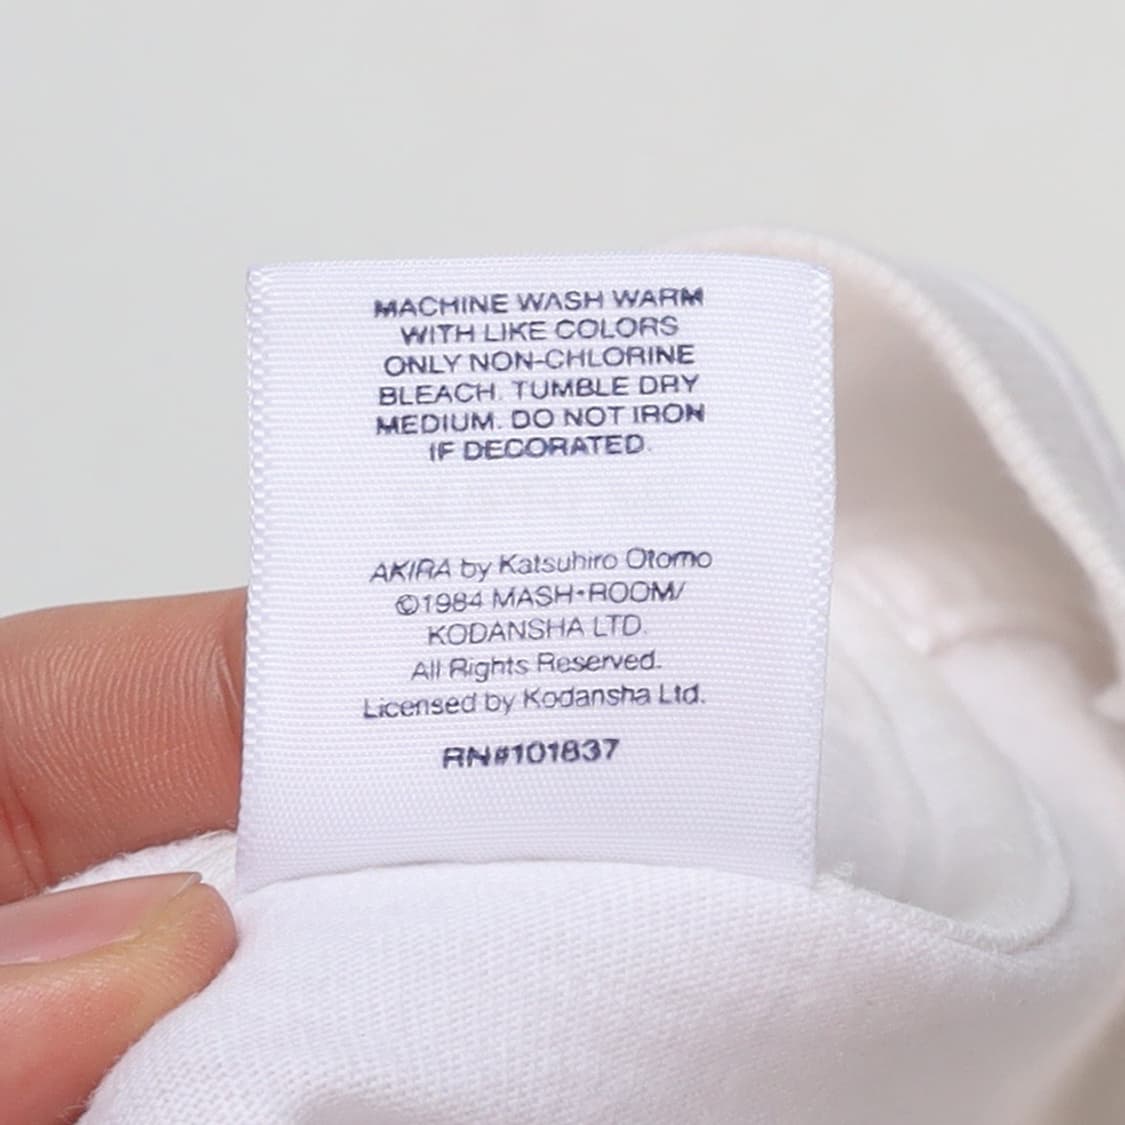 MACHINE WASH WARM
WITH LIKE COLORS
ONLY NON-CHLORINE
BLEACH. TUMBLE DRY
MEDIUM. DO NOT IRON
IF DECORATED.
AKIRA by Katsuhiro Otomo
©1984 MASH•ROOM/
KODANSHA LTD.
All Rights Reserved.
Licensed by Kodansha Ltd.
RN#101837